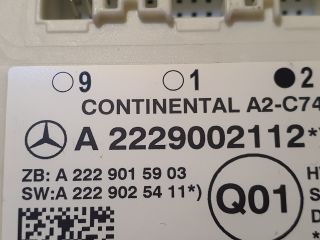 ○9 ○1 ●2
CONTINENTAL A2-C74
A 2229002112*)
ZB: A 222 901 59 03
SW:A 222 902 54 11*)
Q01